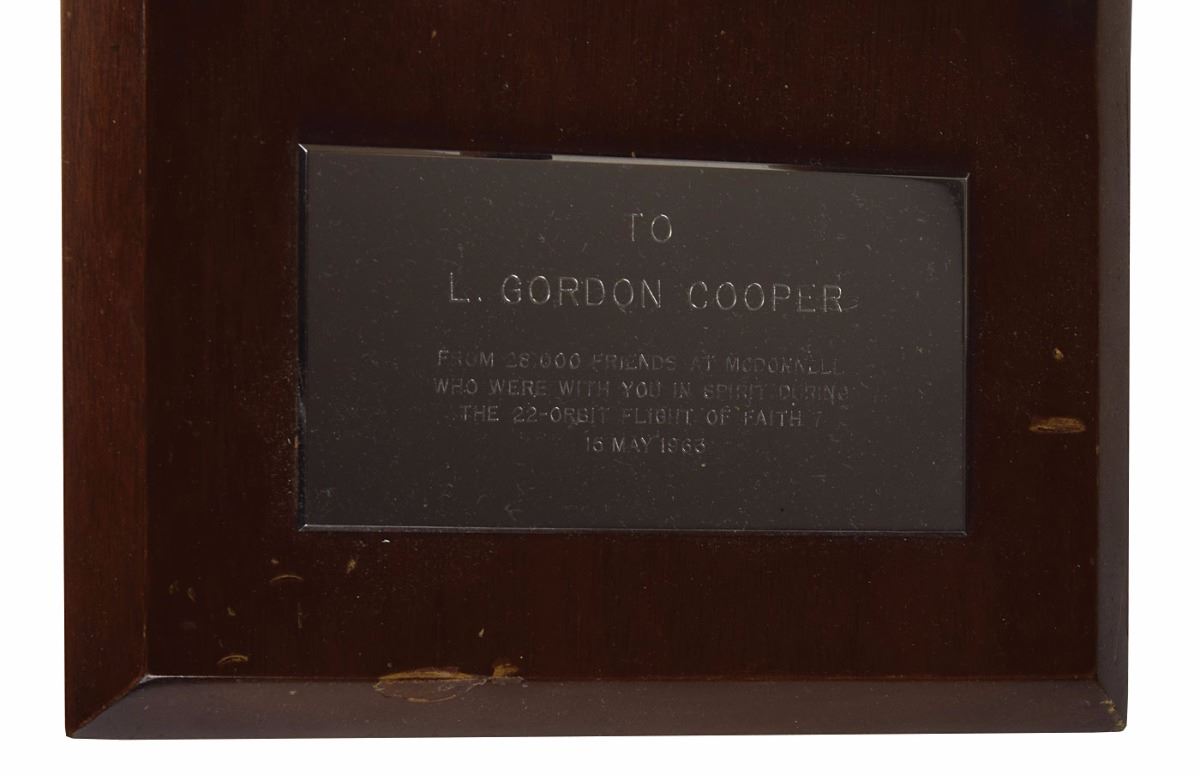 TO
L. GORDON COOPER
FROM 28,000 FRIENDS AT MCDONNELL
WHO WERE WITH YOU IN SPIRIT DURING
THE 22-ORBIT FLIGHT OF FAITH 7
15 MAY 1963